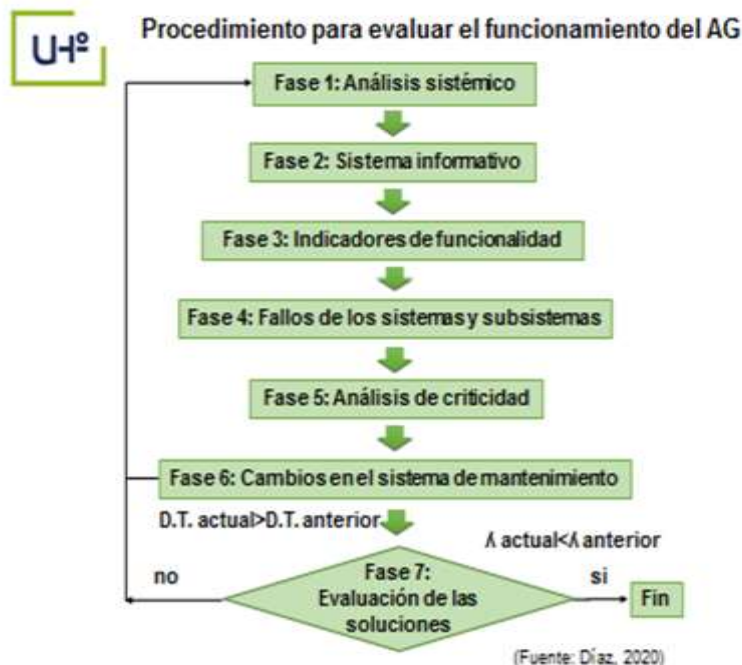 UHº
Procedimiento para evaluar el funcionamiento del AG
Fase 1: Análisis sistémico
Fase 2: Sistema informativo
Fase 3: Indicadores de funcionalidad
Fase 4: Fallos de los sistemas y subsistemas
Fase 5: Análisis de criticidad
Fase 6: Cambios en el sistema de mantenimiento
D.T. actual>D.T. anterior
ʎ actual<ʎ anterior
no
Fase 7:
Evaluación de las
soluciones
si
Fin
(Fuente: Díaz, 2020)